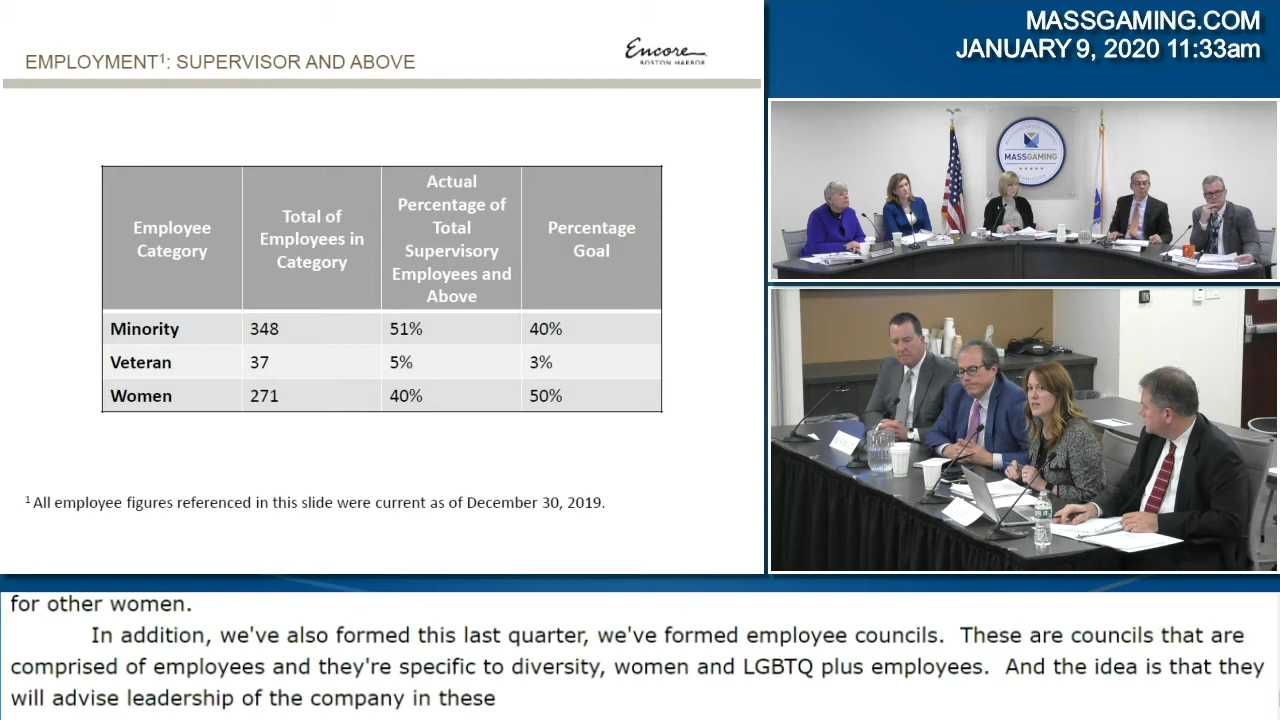 EMPLOYMENT1: SUPERVISOR AND ABOVE
Encore
BOSTON HARBOR
MASSGAMING.COM
JANUARY 9, 2020 11:33am
Employee Category
Total of Employees in Category
Actual Percentage of Total Supervisory Employees and Above
Percentage Goal
Minority 348 51% 40%
Veteran 37 5% 3%
Women 271 40% 50%
1 All employee figures referenced in this slide were current as of December 30, 2019.
MASSGAMING
for other women.
In addition, we've also formed this last quarter, we've formed employee councils.  These are councils that are
comprised of employees and they're specific to diversity, women and LGBTQ plus employees.  And the idea is that they
will advise leadership of the company in these